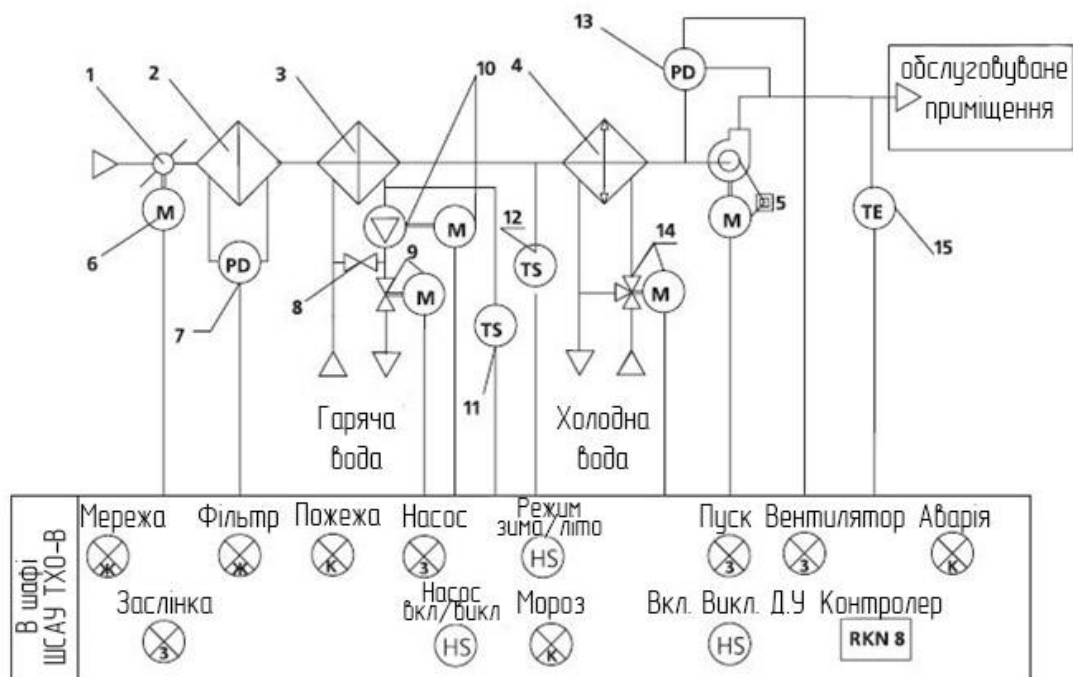 13
1
2
3
10
4
обслуговуване
приміщення
PD
M
12
14
5
TE
6
M
9
TS
15
PD
8
M
M
TS
7
11
Гаряча
вода
Холодна
вода
В шафі
ШСАУ ТХО-В
Мережа
Фільтр
Пожежа
Насос
Режим
зима/літо
Пуск
Вентилятор
Аварія
Ж
Ж
К
З
HS
З
З
К
Заслінка
Насос
вкл/викл
Мороз
Вкл. Викл. Д.У
Контролер
З
HS
К
HS
RKN 8